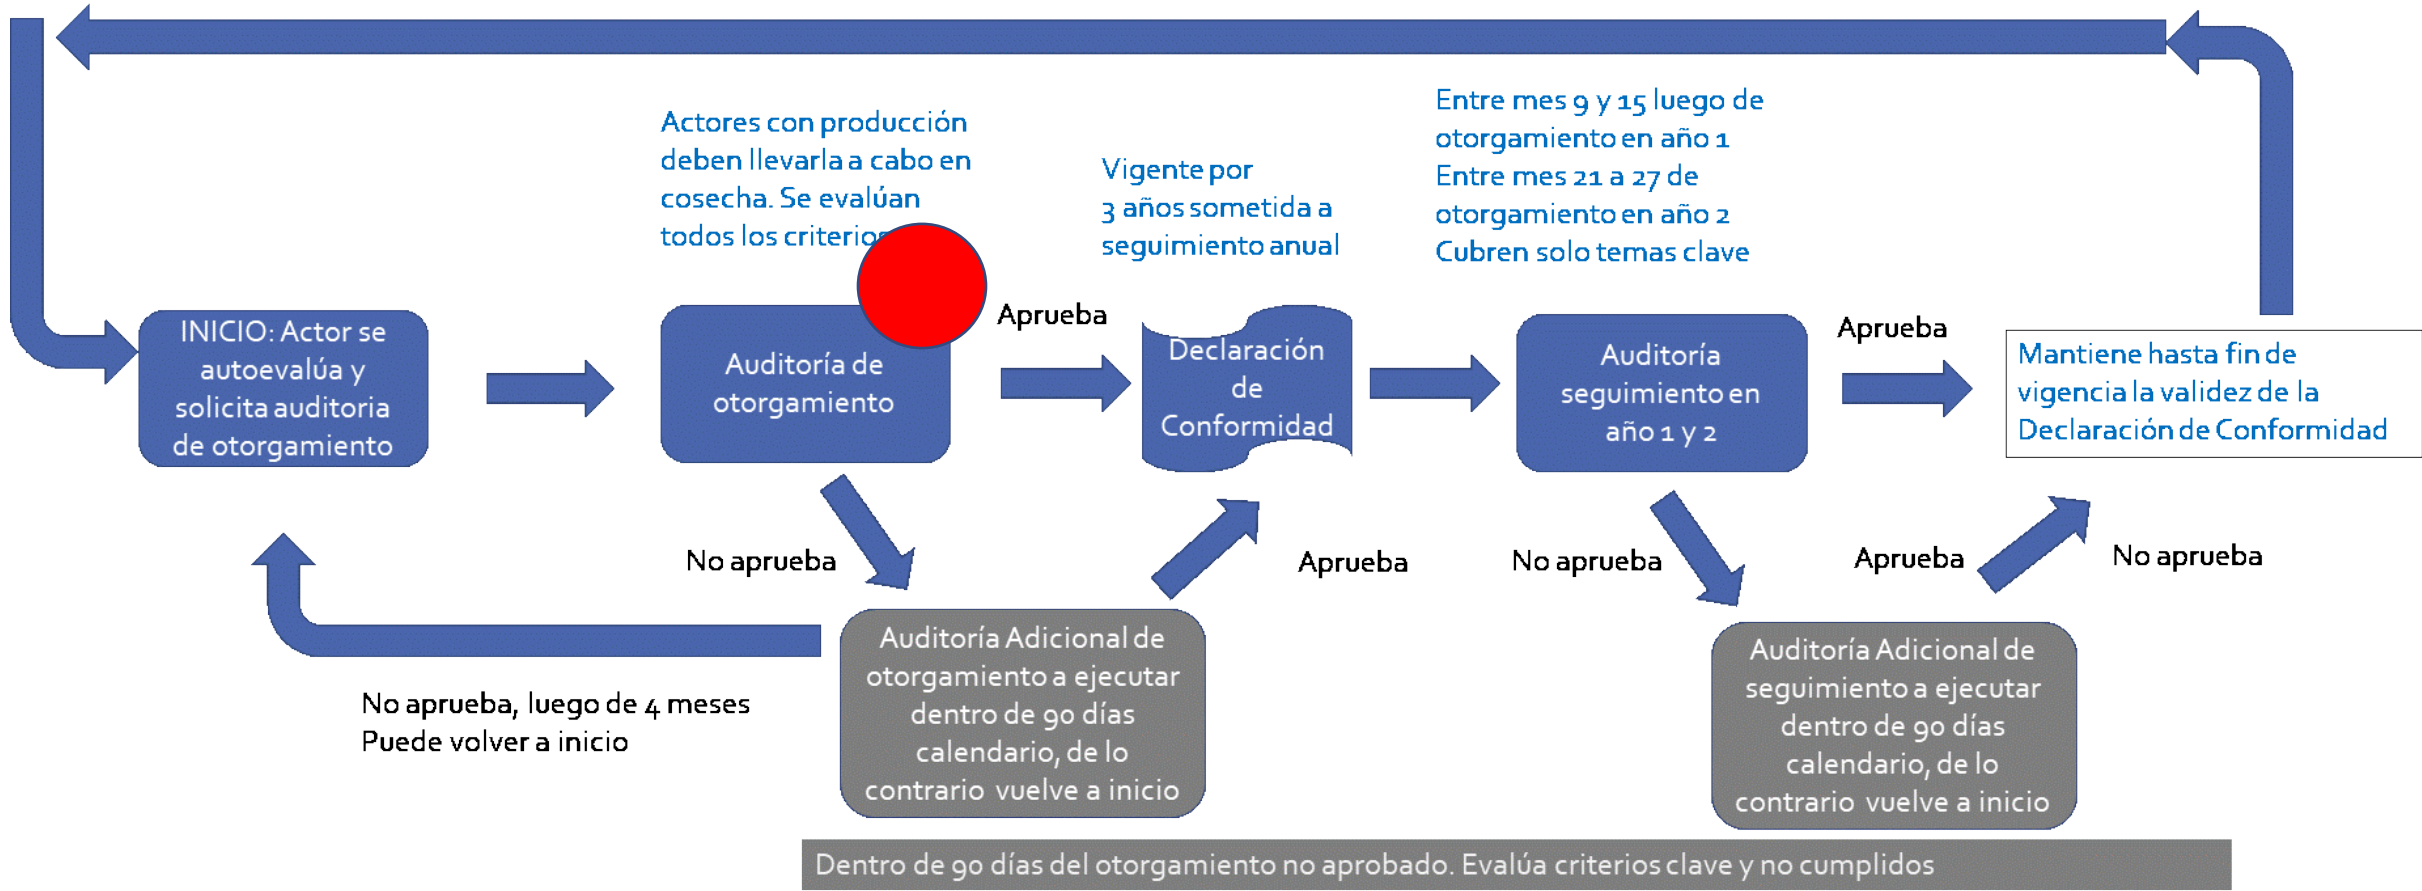 Actores con producción
deben llevarla a cabo en
cosecha. Se evalúan
todos los criterios
Vigente por
3 años sometida a
seguimiento anual
Entre mes 9 y 15 luego de
otorgamiento en año 1
Entre mes 21 a 27 de
otorgamiento en año 2
Cubren solo temas clave
INICIO: Actor se
autoevalúa y
solicita auditoria
de otorgamiento
Auditoría de
otorgamiento
Aprueba
Declaración
de
Conformidad
Auditoría
seguimiento en
año 1 y 2
Aprueba
Mantiene hasta fin de
vigencia la validez de la
Declaración de Conformidad
No aprueba
Aprueba
No aprueba
Aprueba
No aprueba
No aprueba, luego de 4 meses
Puede volver a inicio
Auditoría Adicional de
otorgamiento a ejecutar
dentro de 90 días
calendario, de lo
contrario vuelve a inicio
Auditoría Adicional de
seguimiento a ejecutar
dentro de 90 días
calendario, de lo
contrario vuelve a inicio
Dentro de 90 días del otorgamiento no aprobado. Evalúa criterios clave y no cumplidos